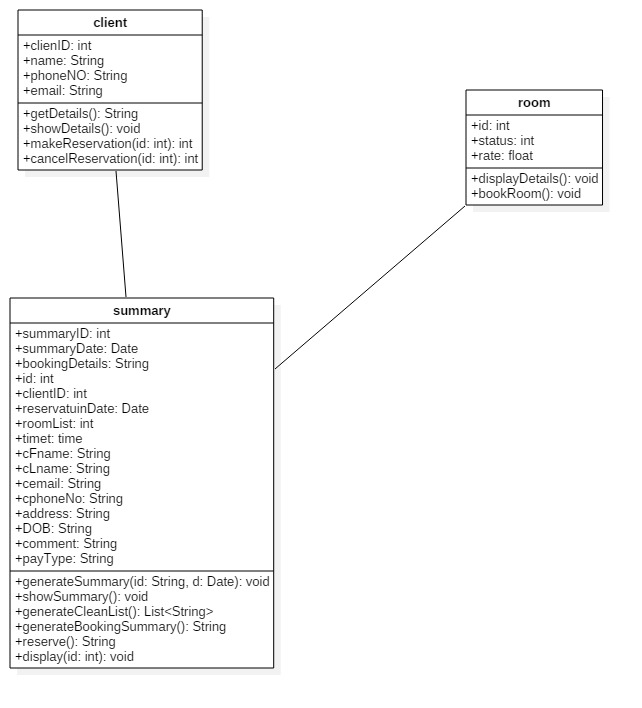 client
+clienID: int
+name: String
+phoneNO: String
+email: String
+getDetails(): String
+showDetails(): void
+makeReservation(id: int): int
+cancelReservation(id: int): int
room
+id: int
+status: int
+rate: float
+displayDetails(): void
+bookRoom(): void
summary
+summaryID: int
+summaryDate: Date
+bookingDetails: String
+id: int
+clientID: int
+reservatuinDate: Date
+roomList: int
+timet: time
+cFname: String
+cLname: String
+cemail: String
+cphoneNo: String
+address: String
+DOB: String
+comment: String
+payType: String
+generateSummary(id: String, d: Date): void
+showSummary(): void
+generateCleanList(): List<String>
+generateBookingSummary(): String
+reserve(): String
+display(id: int): void